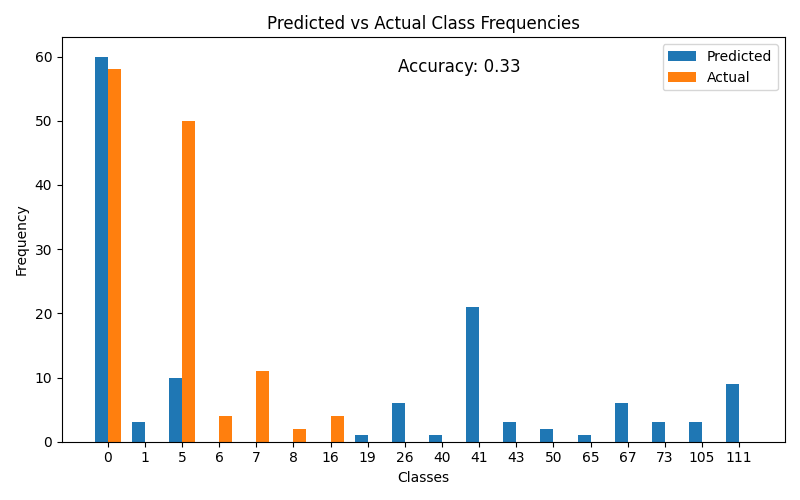 Predicted vs Actual Class Frequencies
Accuracy: 0.33
Predicted
Actual
Frequency
60
50
40
30
20
10
0
0 1 5 6 7 8 16 19 26 40 41 43 50 65 67 73 105 111
Classes